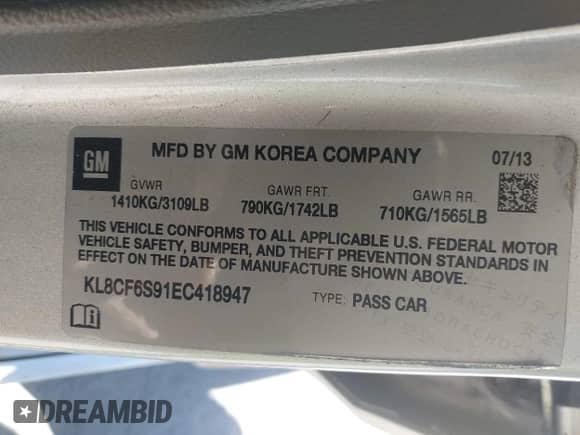 GM
MFD BY GM KOREA COMPANY 07/13
GVWR GAWR FRT. GAWR RR.
1410KG/3109LB 790KG/1742LB 710KG/1565LB
THIS VEHICLE CONFORMS TO ALL APPLICABLE U.S. FEDERAL MOTOR
VEHICLE SAFETY, BUMPER, AND THEFT PREVENTION STANDARDS IN
EFFECT ON THE DATE OF MANUFACTURE SHOWN ABOVE.
KL8CF6S91EC418947 TYPE: PASS CAR
DREAMBID